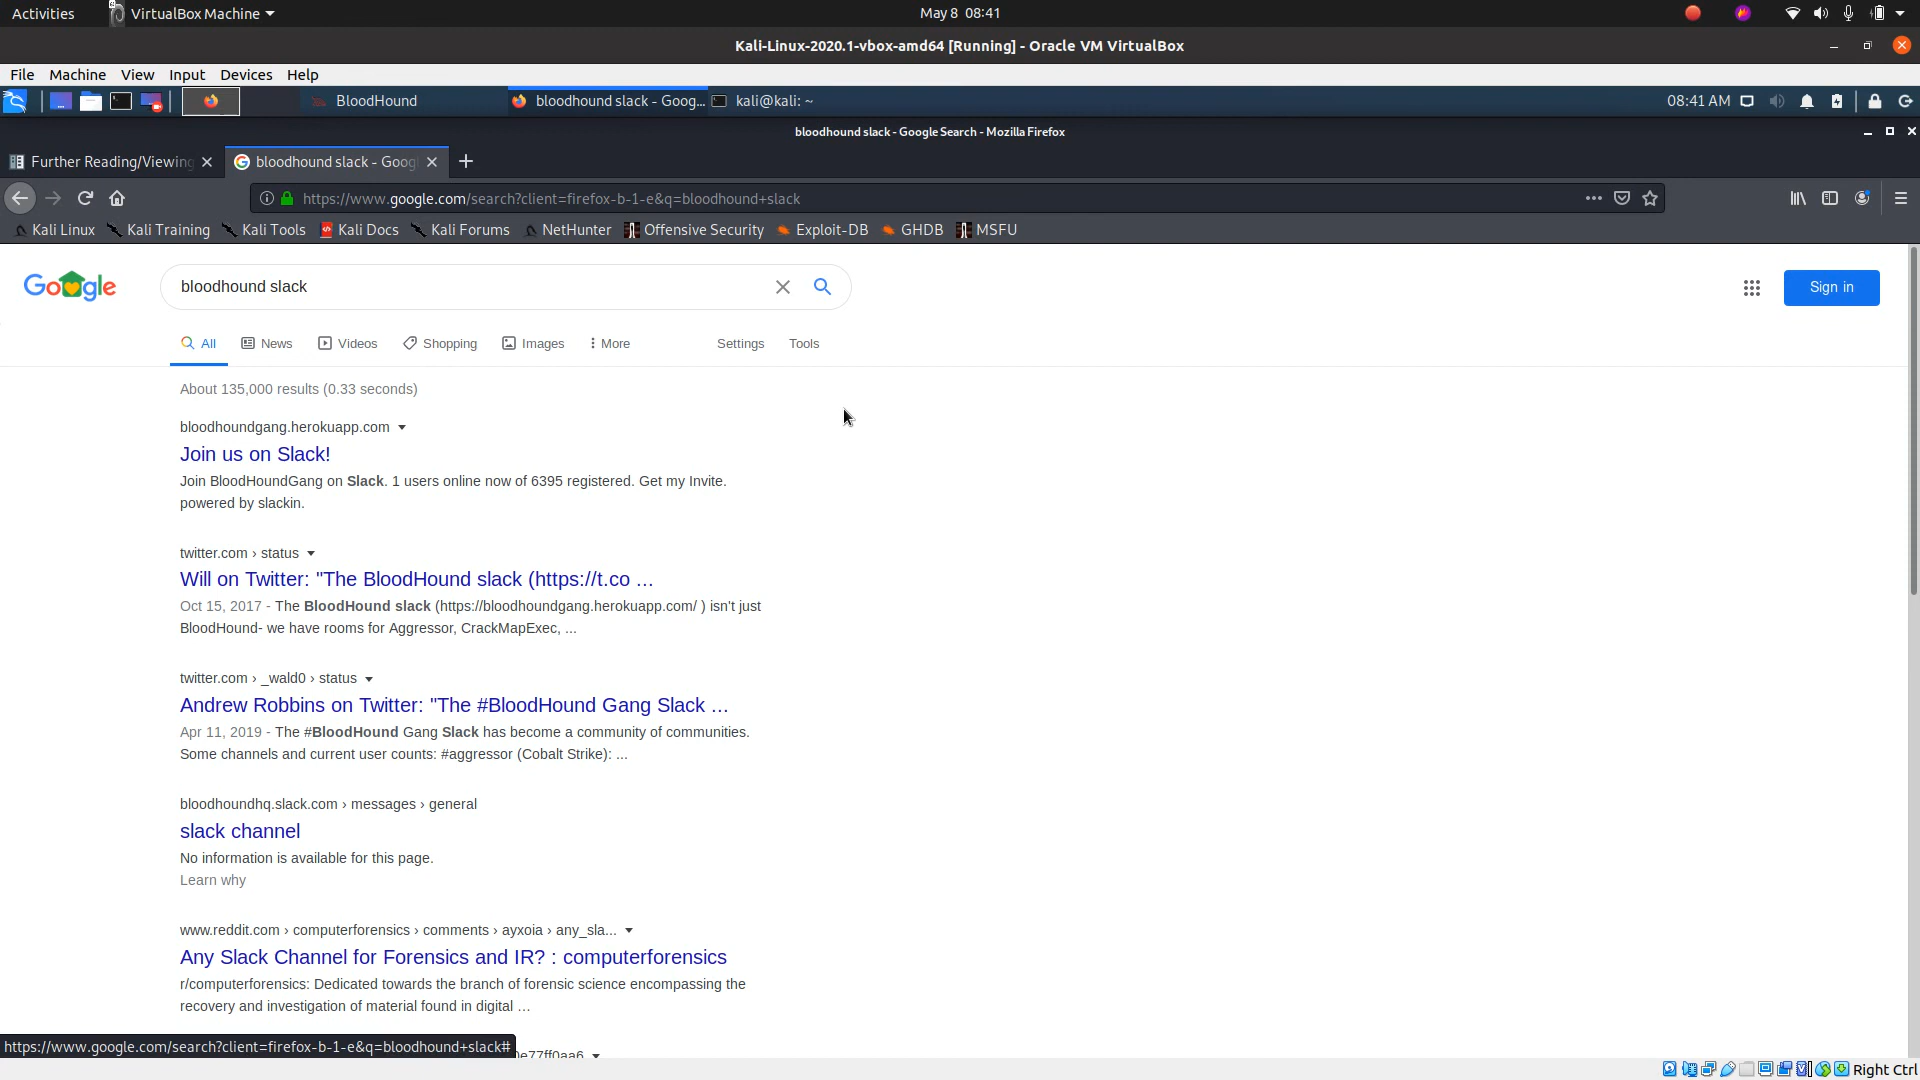 Activities
VirtualBox Machine
May 8 08:41
Kali-Linux-2020.1-vbox-amd64 [Running] - Oracle VM VirtualBox
File Machine View Input Devices Help
BloodHound
bloodhound slack - Goog...
kali@kali: ~
08:41 AM
bloodhound slack - Google Search - Mozilla Firefox
Further Reading/Viewing
bloodhound slack - Goog
https://www.google.com/search?client=firefox-b-1-e&q=bloodhound+slack
Kali Linux Kali Training Kali Tools Kali Docs Kali Forums NetHunter Offensive Security Exploit-DB GHDB MSFU
Google
bloodhound slack
Sign in
All News Videos Shopping Images More Settings Tools
About 135,000 results (0.33 seconds)
bloodhoundgang.herokuapp.com
Join us on Slack!
Join BloodHoundGang on Slack. 1 users online now of 6395 registered. Get my Invite.
powered by slackin.
twitter.com › status
Will on Twitter: "The BloodHound slack (https://t.co ...
Oct 15, 2017 - The BloodHound slack (https://bloodhoundgang.herokuapp.com/ ) isn't just
BloodHound- we have rooms for Aggressor, CrackMapExec, ...
twitter.com › _wald0 › status
Andrew Robbins on Twitter: "The #BloodHound Gang Slack ...
Apr 11, 2019 - The #BloodHound Gang Slack has become a community of communities.
Some channels and current user counts: #aggressor (Cobalt Strike): ...
bloodhoundhq.slack.com › messages › general
slack channel
No information is available for this page.
Learn why
www.reddit.com › computerforensics › comments › ayxoia › any_sla...
Any Slack Channel for Forensics and IR? : computerforensics
r/computerforensics: Dedicated towards the branch of forensic science encompassing the
recovery and investigation of material found in digital ...
https://www.google.com/search?client=firefox-b-1-e&q=bloodhound+slack#
Right Ctrl